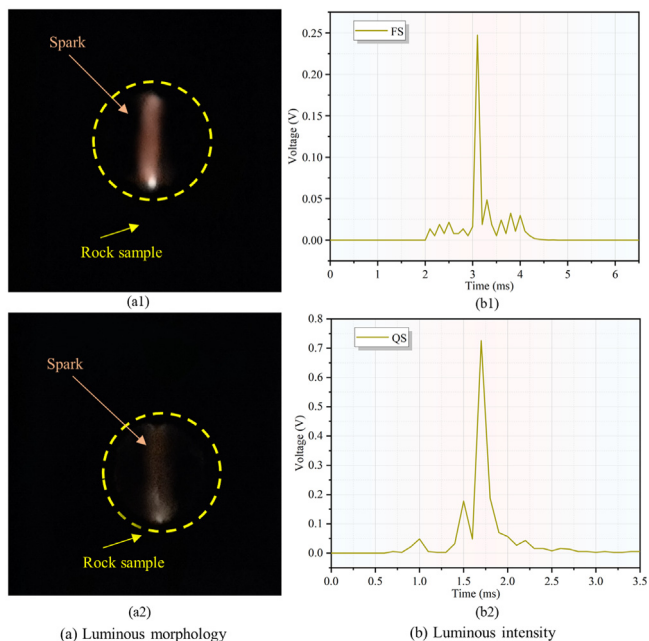 Spark
Rock sample
(a1)
FS
Voltage (V)
0.25
0.20
0.15
0.10
0.05
0.00
0 1 2 3 4 5 6
Time (ms)
(b1)
Spark
Rock sample
(a2)
QS
Voltage (V)
0.8
0.7
0.6
0.5
0.4
0.3
0.2
0.1
0.0
0.0 0.5 1.0 1.5 2.0 2.5 3.0 3.5
Time (ms)
(b2)
(a) Luminous morphology
(b) Luminous intensity